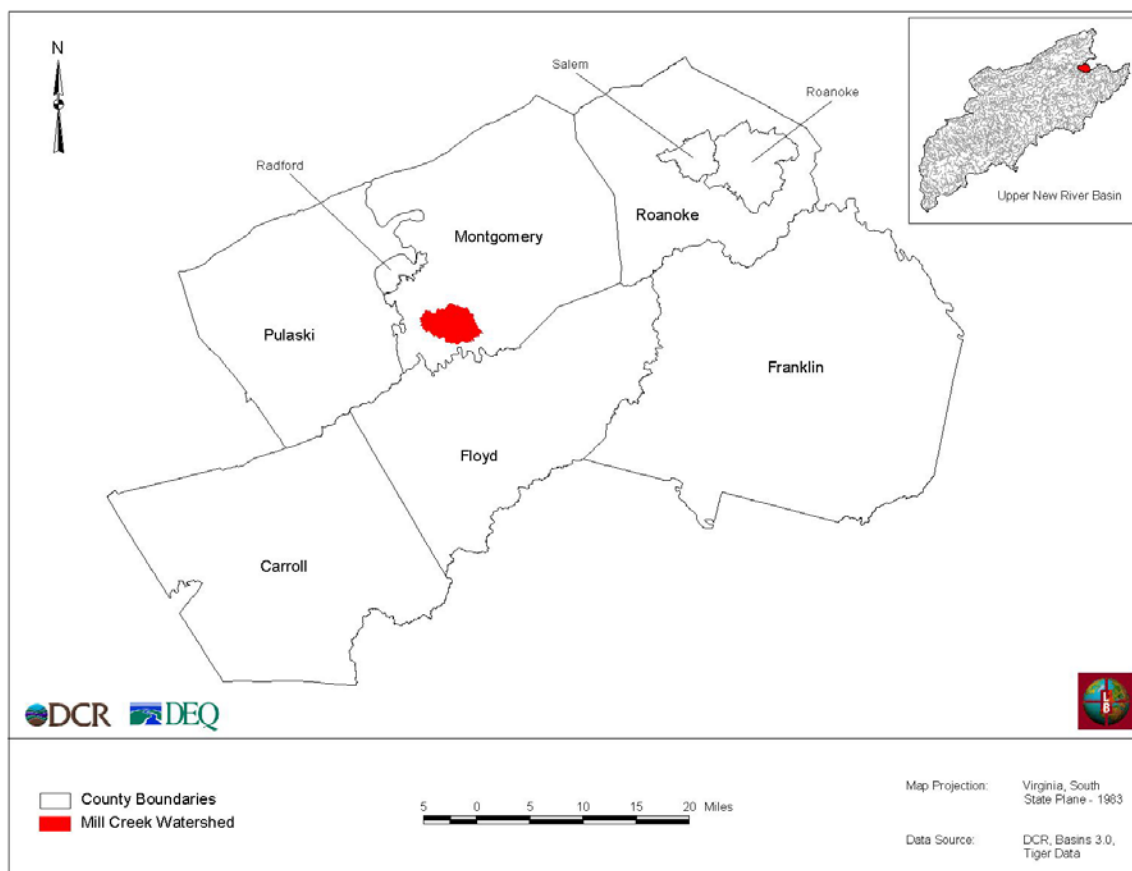 N
Salem
Roanoke
Radford
Upper New River Basin
Roanoke
Montgomery
Pulaski
Franklin
Floyd
Carroll
DCR DEQ
L
B
County Boundaries
Mill Creek Watershed
5 0 5 10 15 20 Miles
Map Projection: Virginia, South
State Plane - 1983
Data Source: DCR, Basins 3.0,
Tiger Data